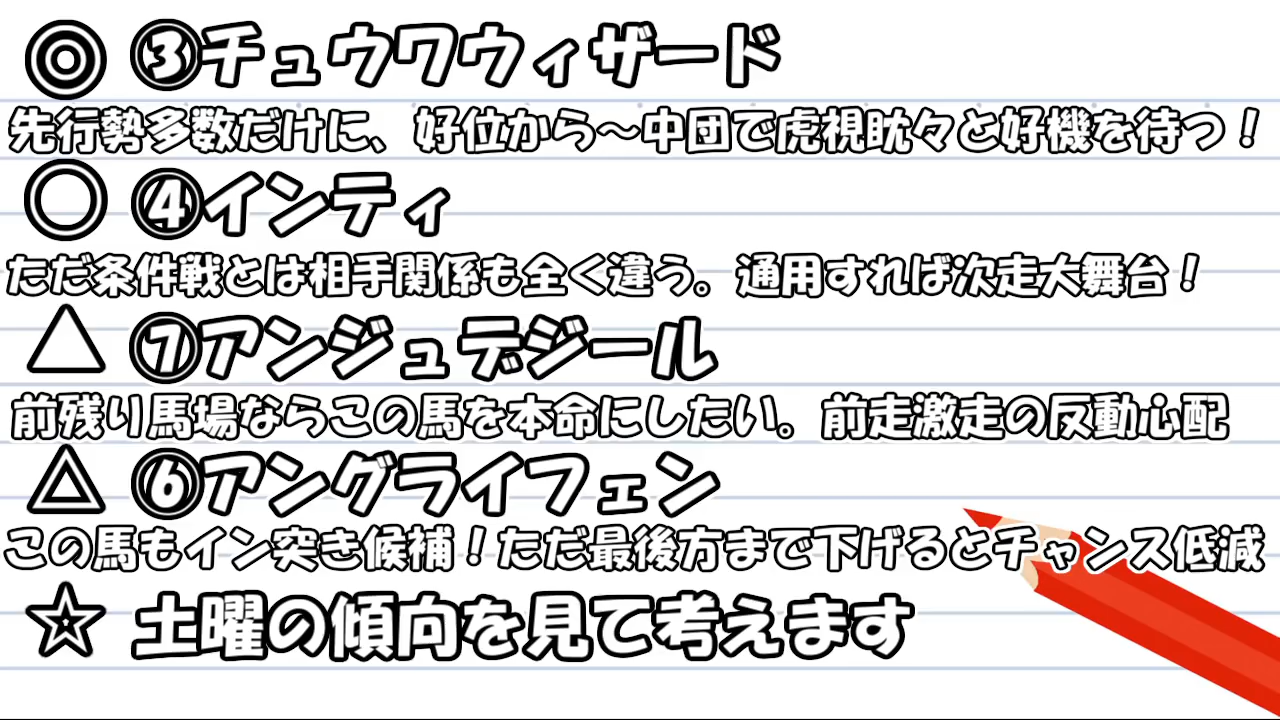 ◎ ③チュウワウィザード
先行勢多数だけに、好位から～中団で虎視眈々と好機を待つ！
○ ④インティ
ただ条件戦とは相手関係も全く違う。通用すれば次走大舞台！
△ ⑦アンジュデジール
前残り馬場ならこの馬を本命にしたい。前走激走の反動心配
△ ⑥アングライフェン
この馬もイン突き候補！ただ最後方まで下げるとチャンス低減
☆ 土曜の傾向を見て考えます